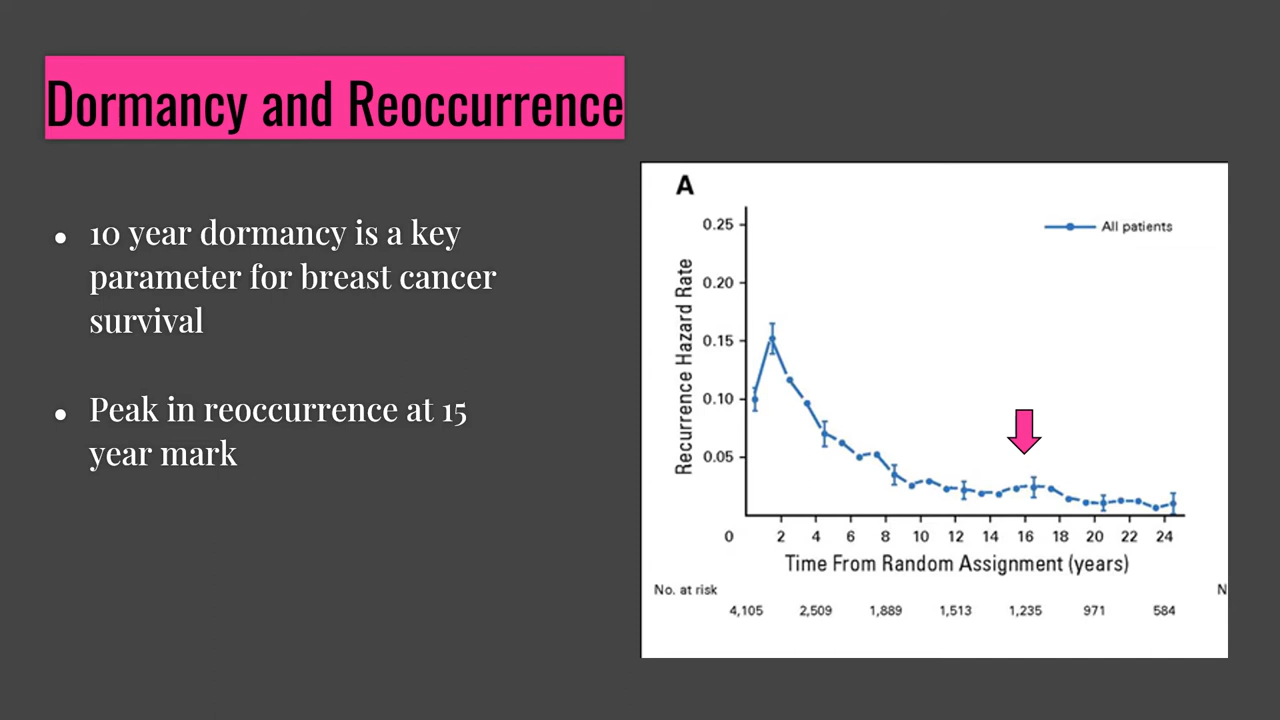 Dormancy and Reoccurrence
● 10 year dormancy is a key
parameter for breast cancer
survival
● Peak in reoccurrence at 15
year mark
A
All patients
Recurrence Hazard Rate
0.25
0.20
0.15
0.10
0.05
0 2 4 6 8 10 12 14 16 18 20 22 24
Time From Random Assignment (years)
No. at risk N
4,105 2,509 1,889 1,513 1,235 971 584